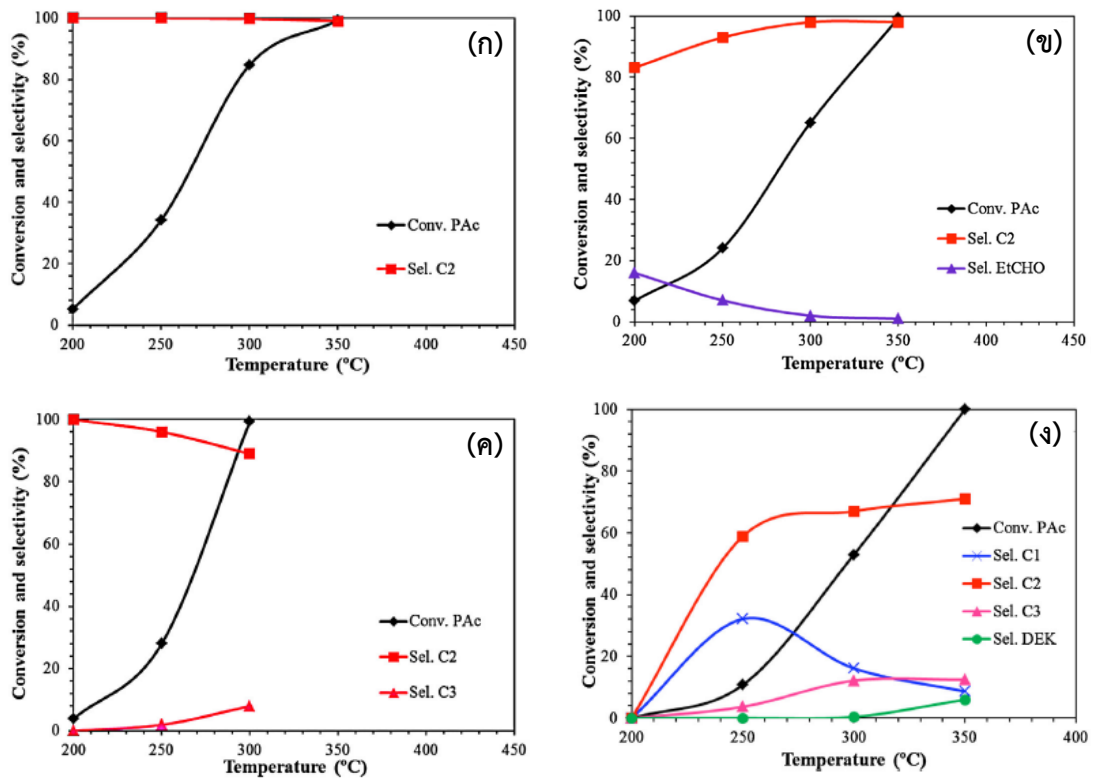 (ก)
Conversion and selectivity (%)
100
80
60
40
20
0
Conv. PAc
Sel. C2
200 250 300 350 400 450
Temperature (ºC)
(ข)
Conversion and selectivity (%)
100
80
60
40
20
0
Conv. PAc
Sel. C2
Sel. EtCHO
200 250 300 350 400 450
Temperature (ºC)
(ค)
Conversion and selectivity (%)
100
80
60
40
20
0
Conv. PAc
Sel. C2
Sel. C3
200 250 300 350 400 450
Temperature (ºC)
(ง)
Conversion and selectivity (%)
100
80
60
40
20
0
Conv. PAc
Sel. C1
Sel. C2
Sel. C3
Sel. DEK
200 250 300 350 400
Temperature (ºC)